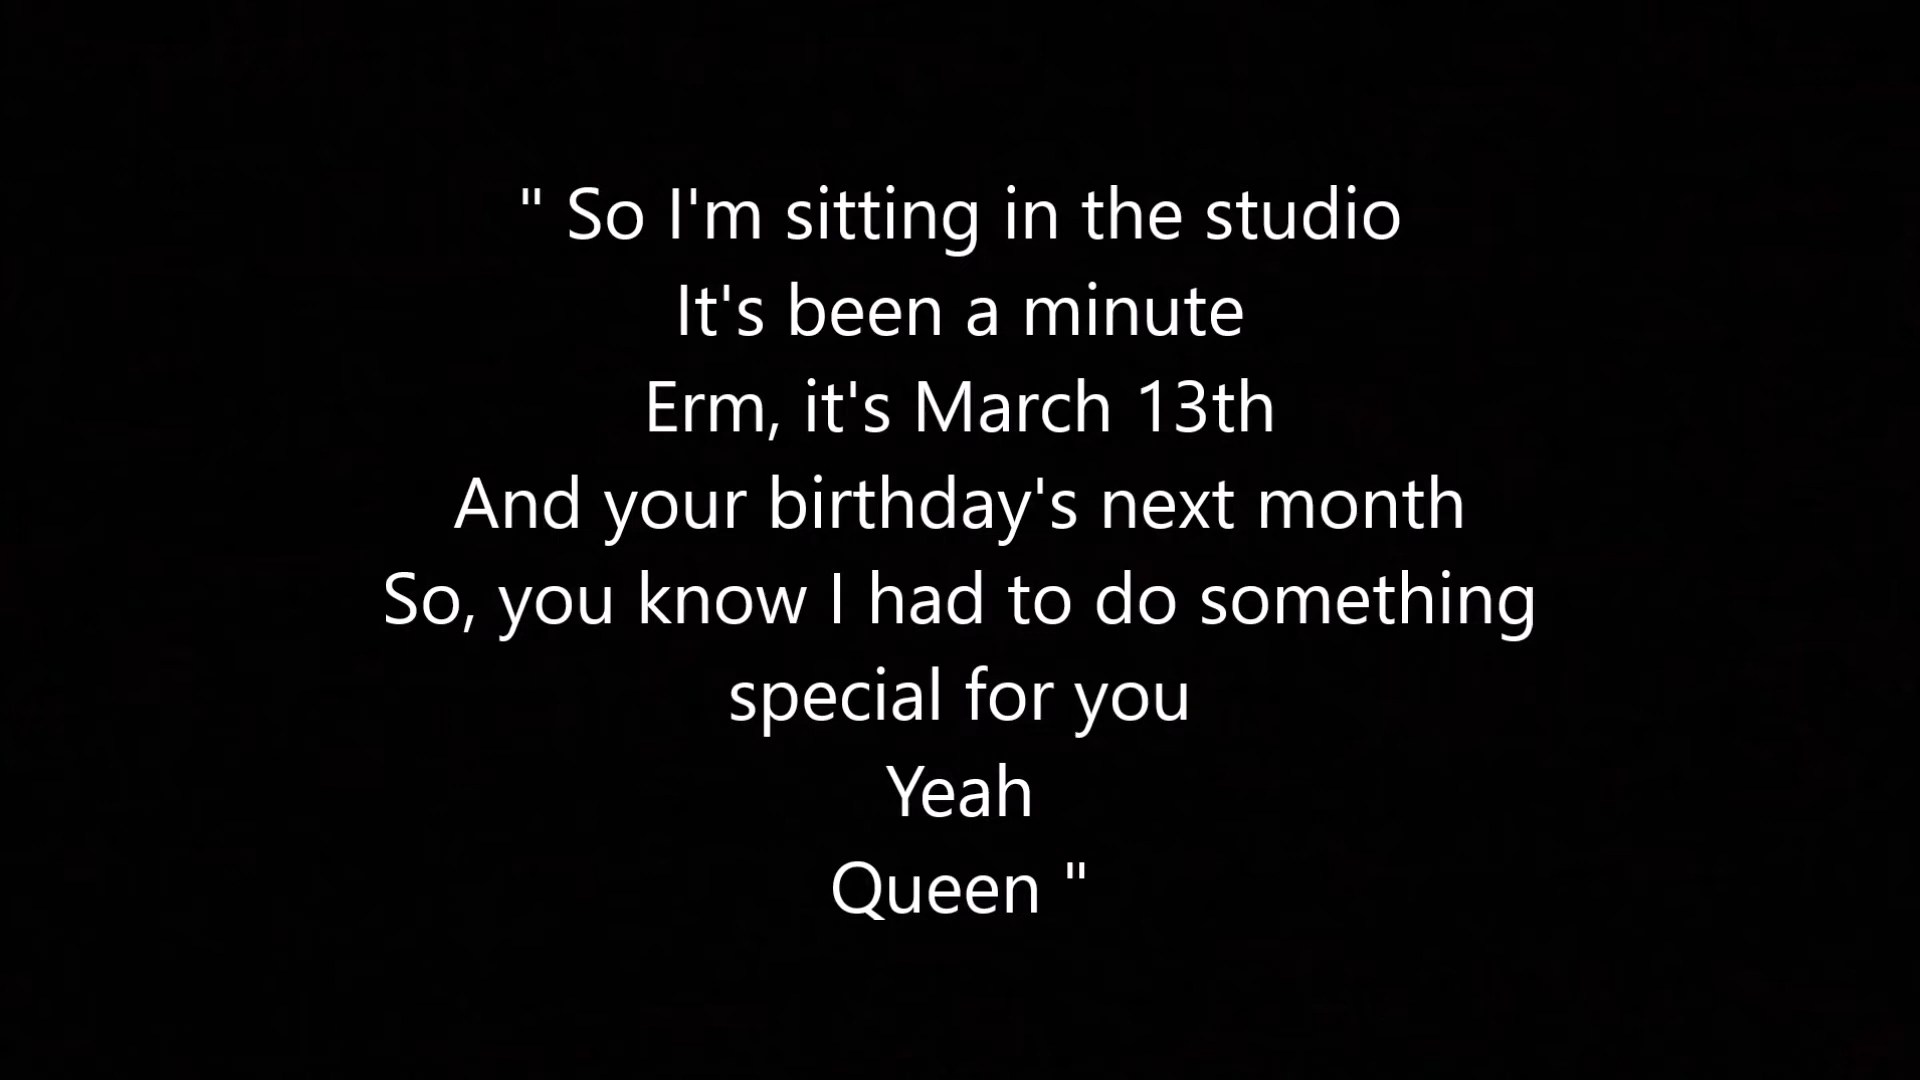 " So I'm sitting in the studio
It's been a minute
Erm, it's March 13th
And your birthday's next month
So, you know I had to do something
special for you
Yeah
Queen "